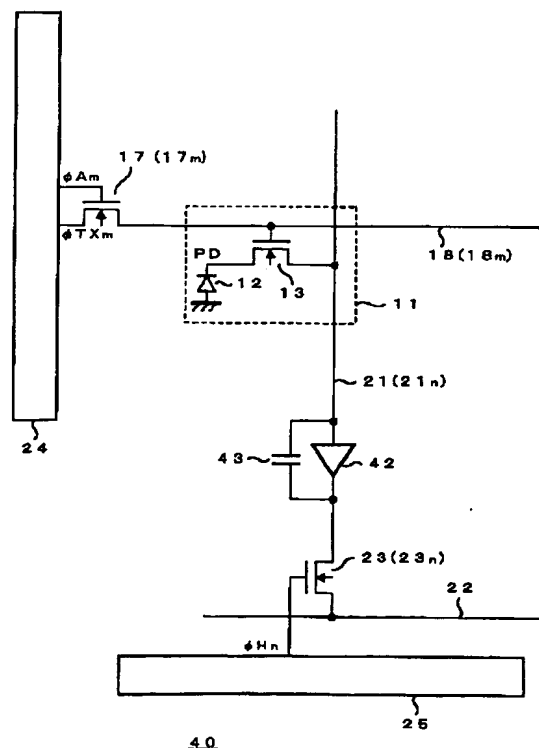 17(17m)
φAm
φTXm
PD
12
13
18(18m)
11
21(21n)
24
43
42
23(23n)
22
φHn
25
40